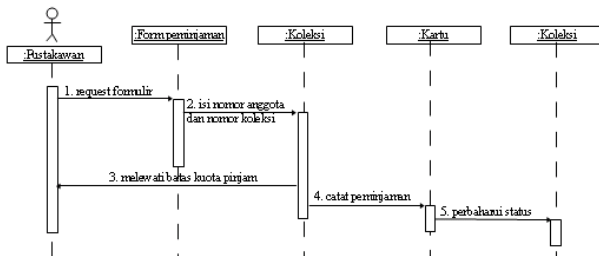 :Pustakawan
:Form peminjaman
:Koleksi
:Kartu
:Koleksi
1. request formulir
2. isi nomor anggota
dan nomor koleksi
3. melewati batas kuota pinjam
4. catat peminjaman
5. perbaharui status